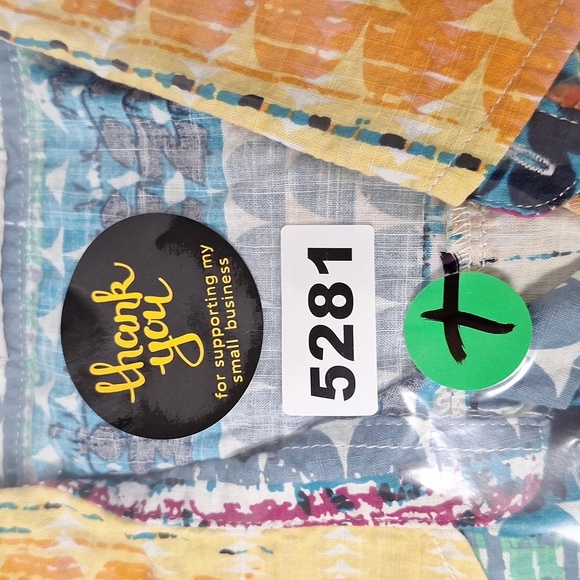 thank
you
for supporting my
small business
5281